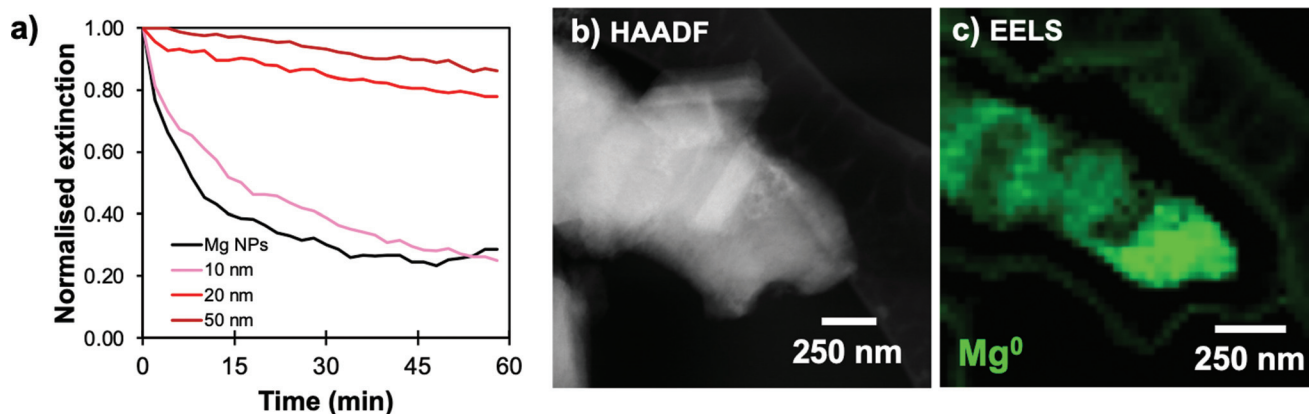 a)
Normalised extinction
1.00
0.80
0.60
0.40
0.20
0.00
Mg NPs
10 nm
20 nm
50 nm
0
15
30
45
60
Time (min)
b) HAADF
250 nm
c) EELS
Mg⁰
250 nm